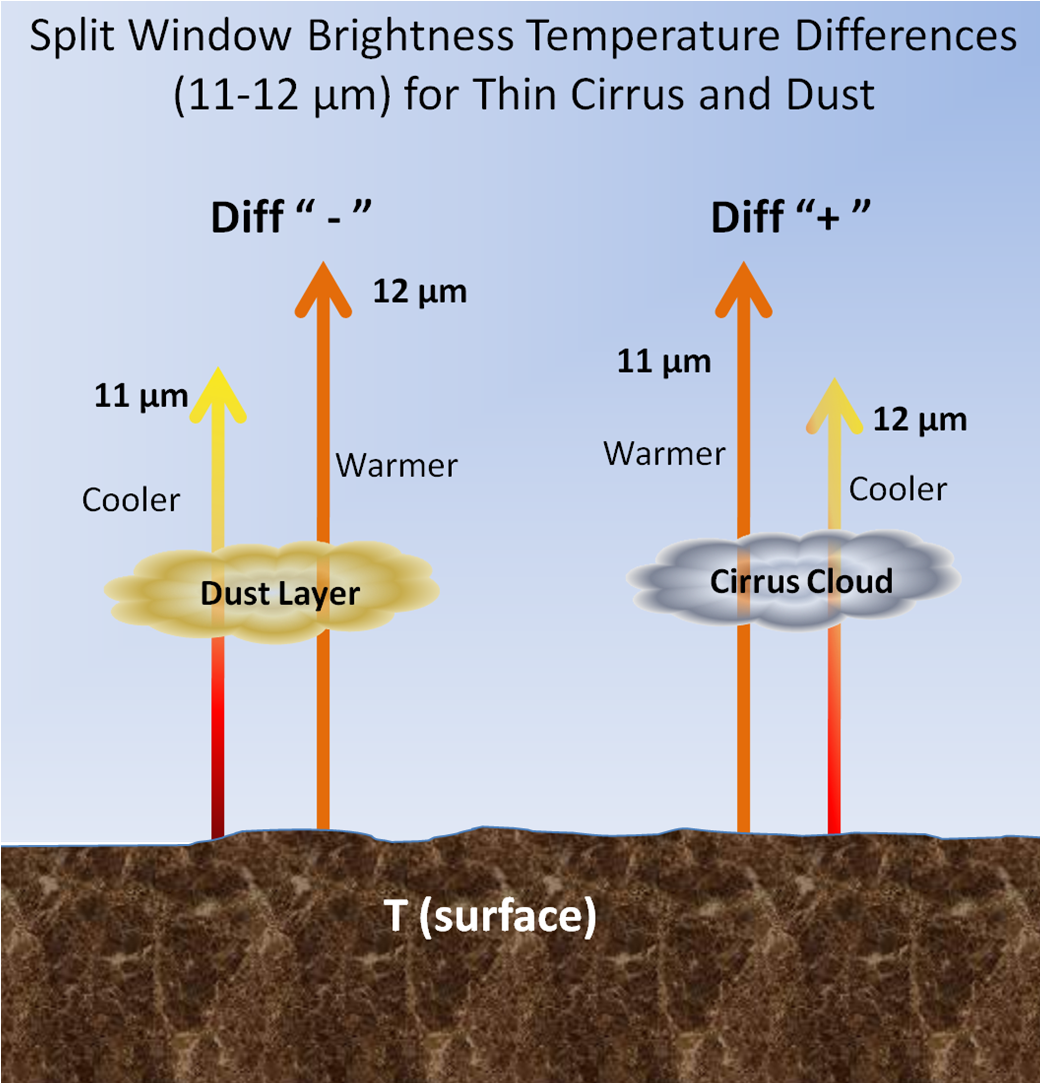 Split Window Brightness Temperature Differences
(11-12 µm) for Thin Cirrus and Dust
Diff “ - ”
12 µm
11 µm
Warmer
Cooler
Dust Layer
Diff “+ ”
11 µm
12 µm
Warmer
Cooler
Cirrus Cloud
T (surface)